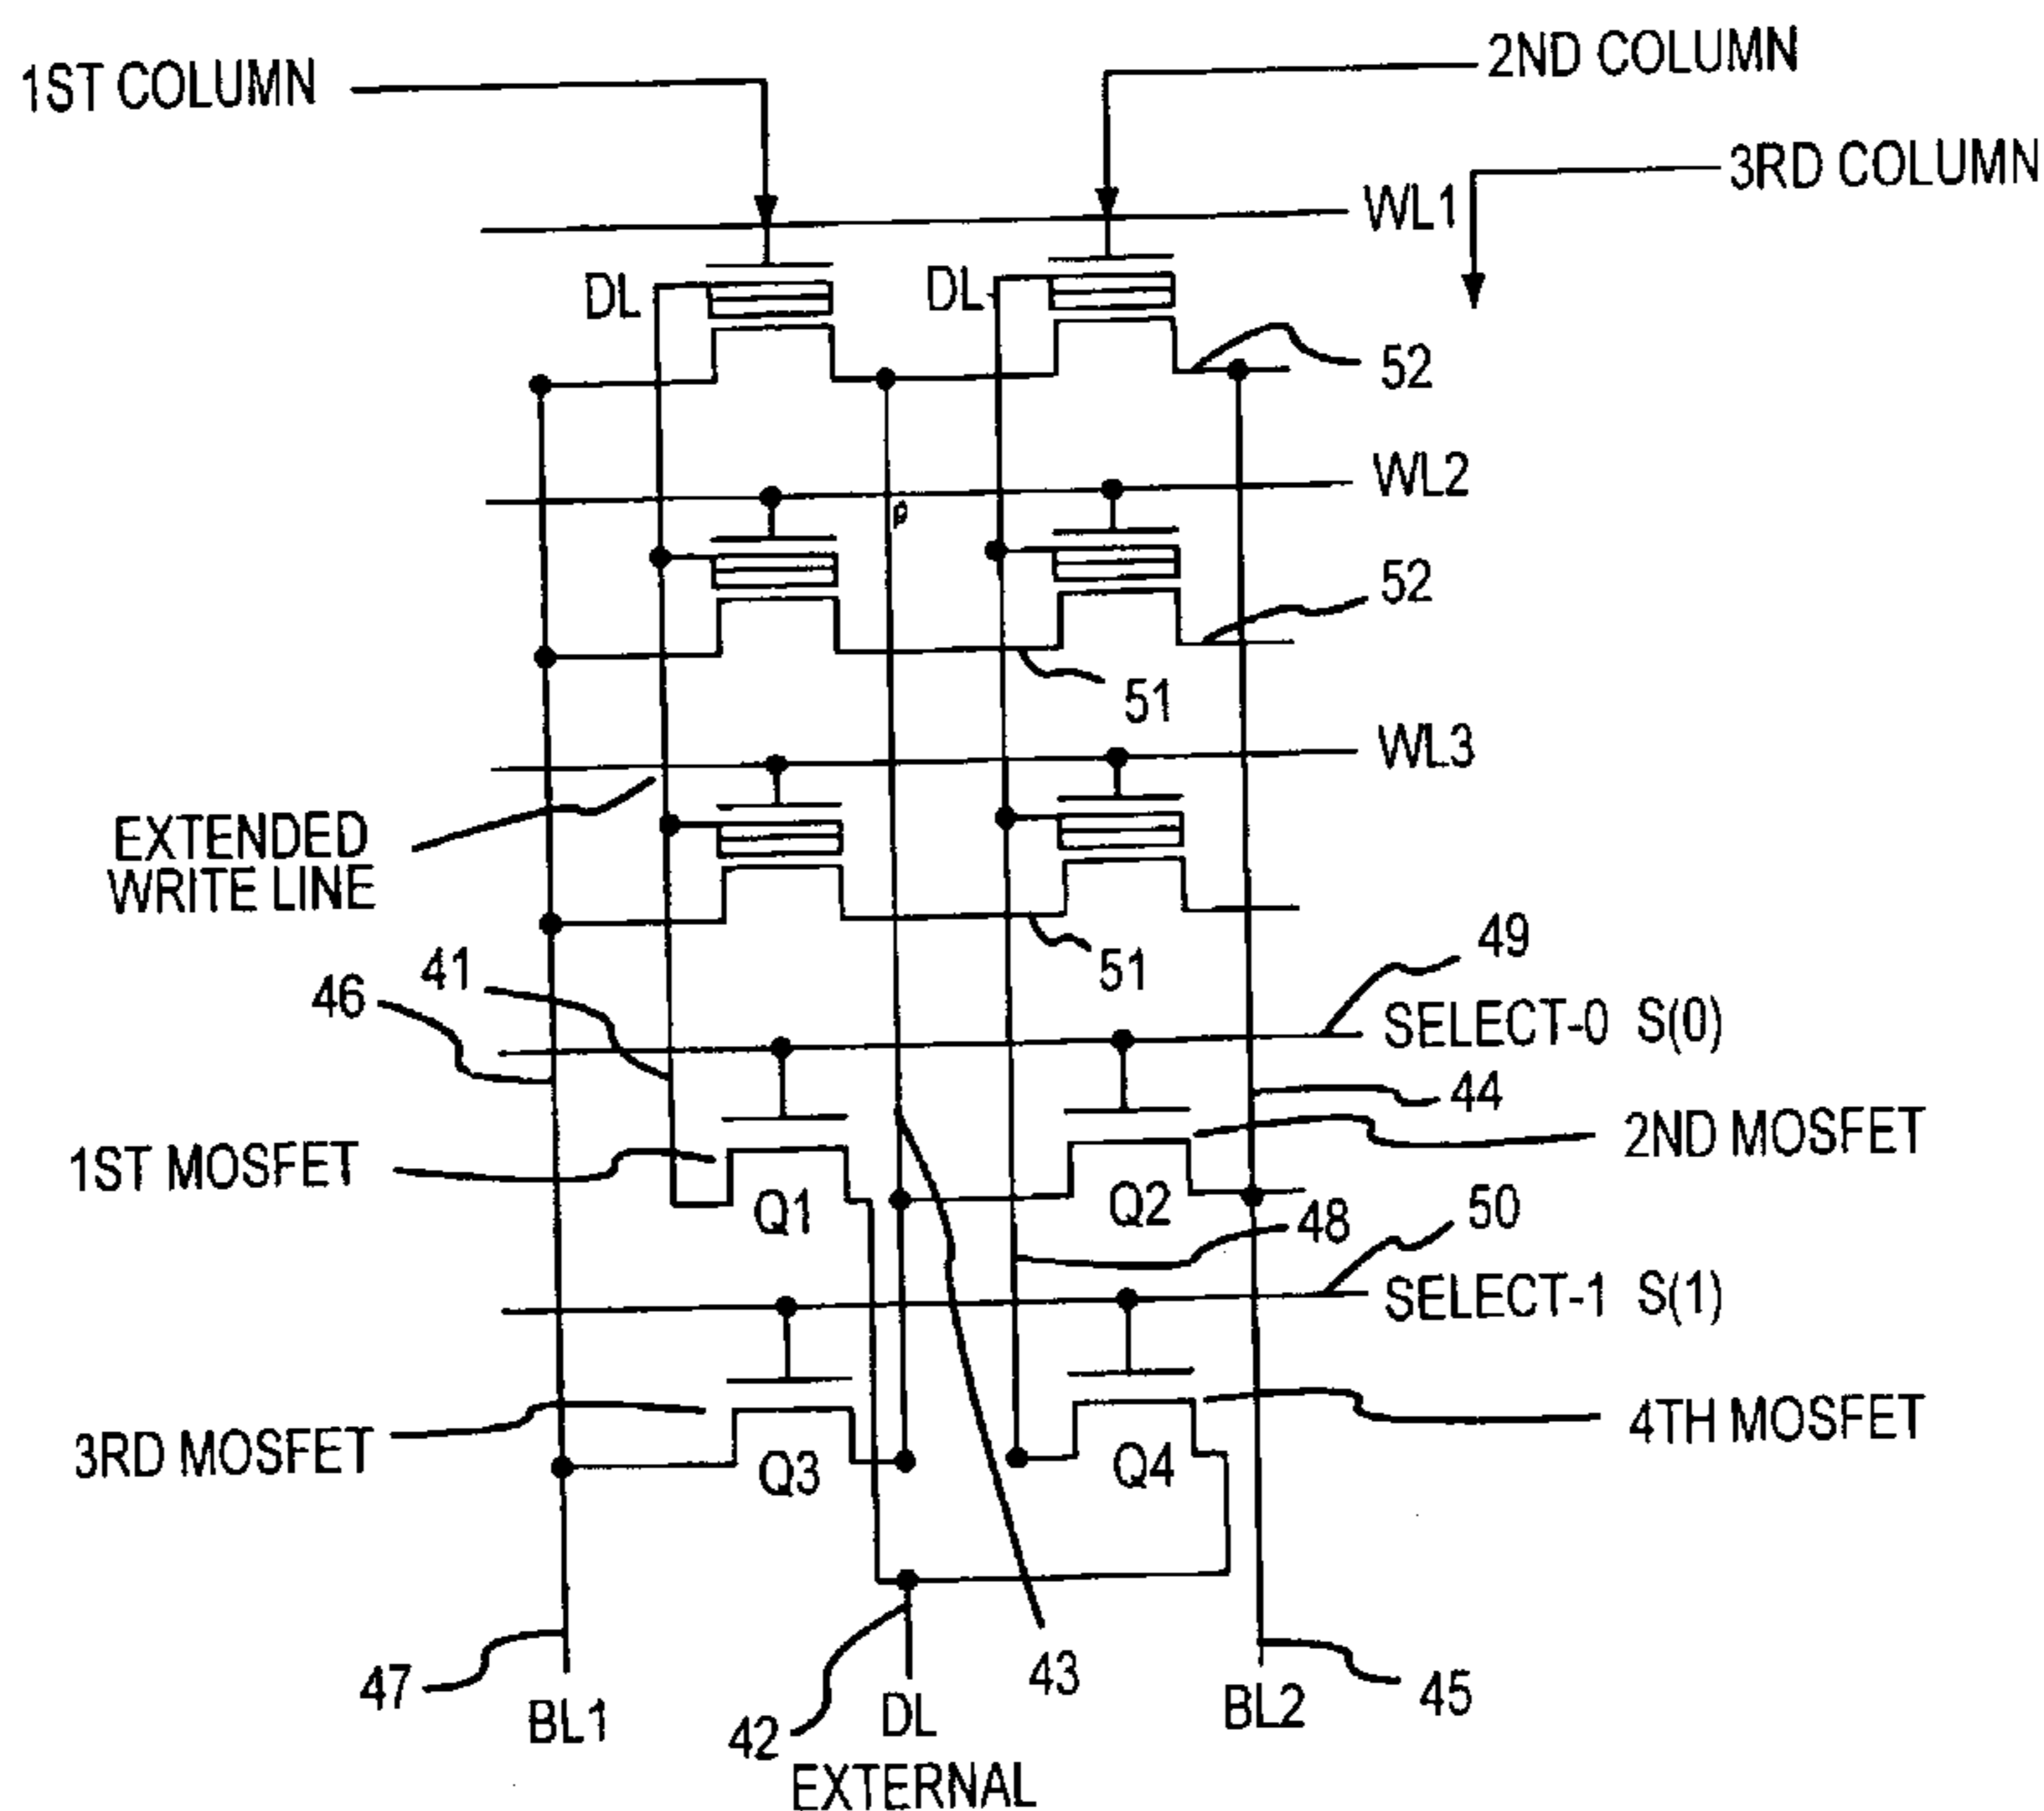 1ST COLUMN
2ND COLUMN
3RD COLUMN
WL1
DL
DL
52
WL2
p
52
51
WL3
EXTENDED
WRITE LINE
49
41
51
46
SELECT-0 S(0)
44
2ND MOSFET
1ST MOSFET
Q1
Q2
50
48
SELECT-1 S(1)
4TH MOSFET
3RD MOSFET
Q3
Q4
43
47
45
BL1
42
DL
BL2
EXTERNAL